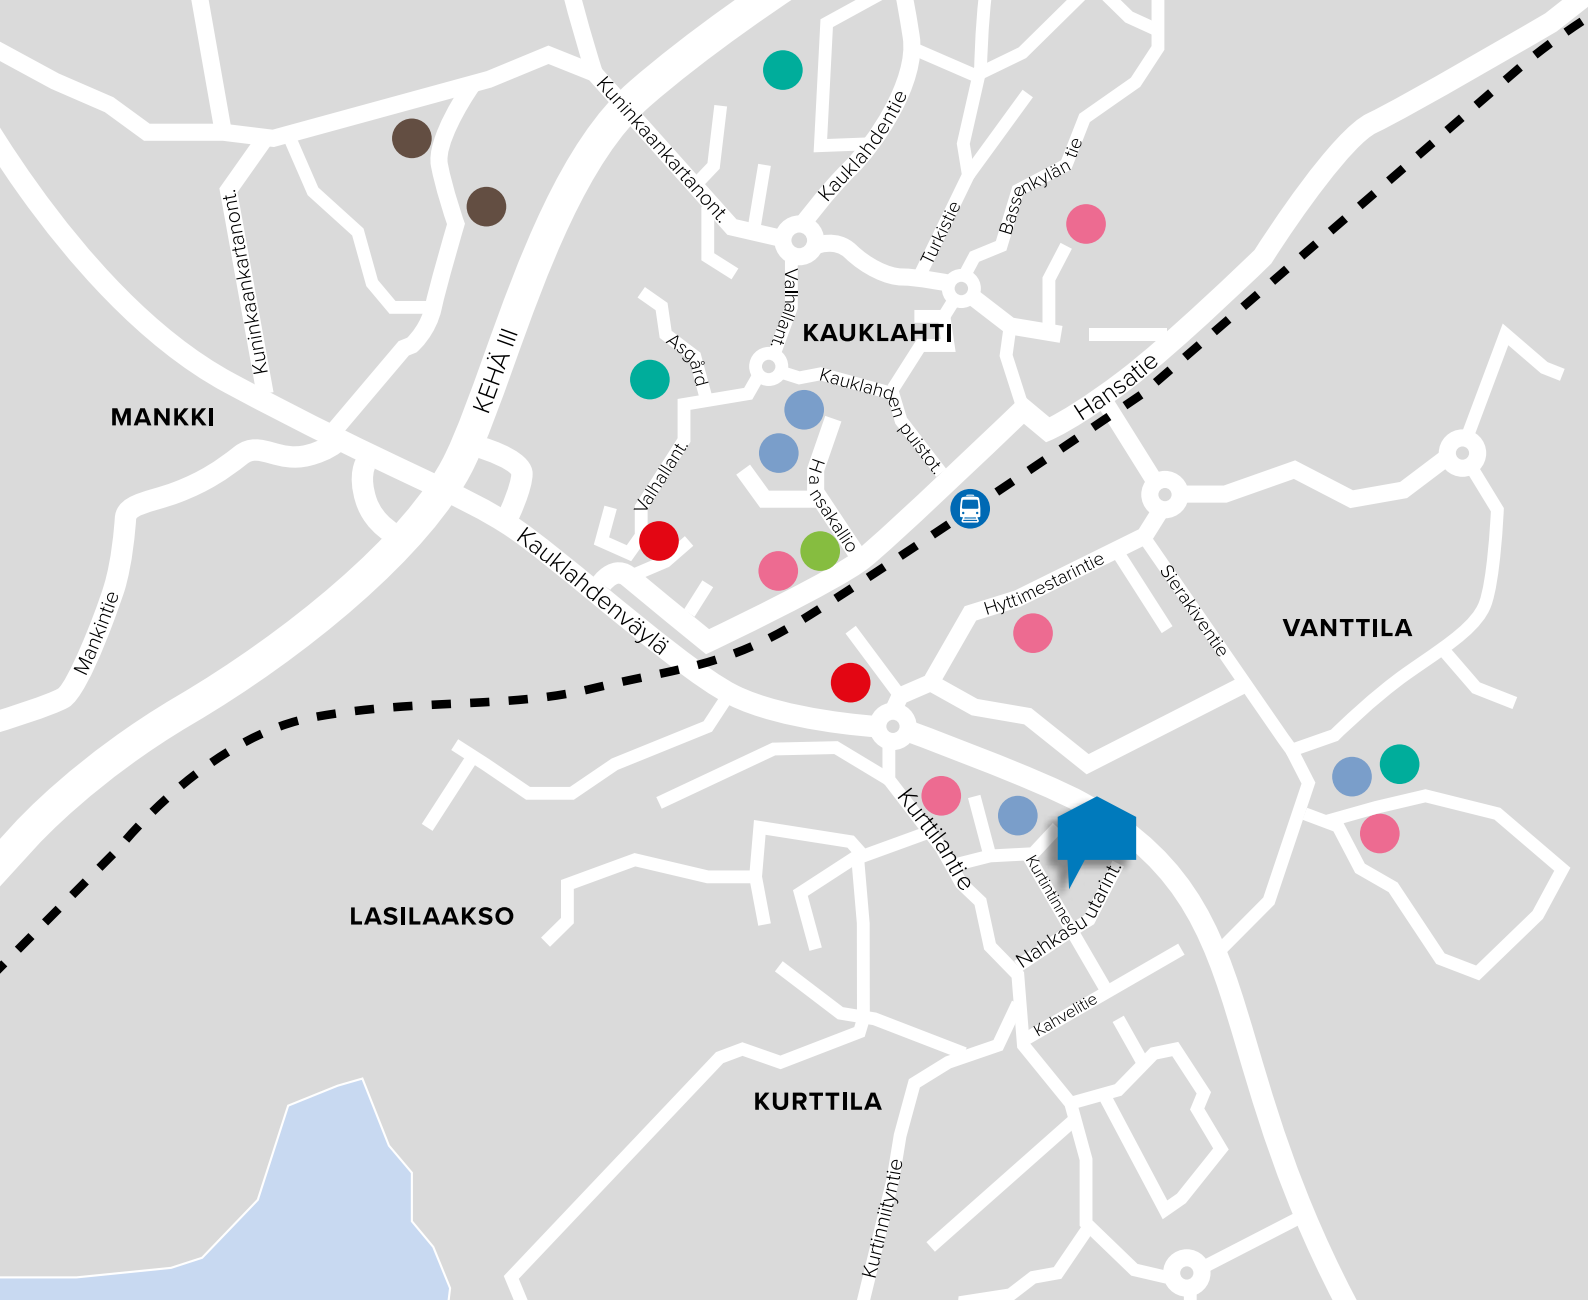 Kuninkaankartanont.
Kauklahdentie
Bassenkylän tie
Turkistie
Kuninkaankartanont.
Valhallant.
KEHÄ III
KAUKLAHTI
Asgård
Kauklahden puistot.
Hansatie
MANKKI
Valhallant.
Hansakallio
Kauklahdenväylä
Hyttimestarintie
Sierakiventie
Mankintie
VANTTILA
Kurttilantie
Kurtintinne
Nahkasutarint.
LASILAAKSO
Kahvelitie
KURTTILA
Kurtinniityntie